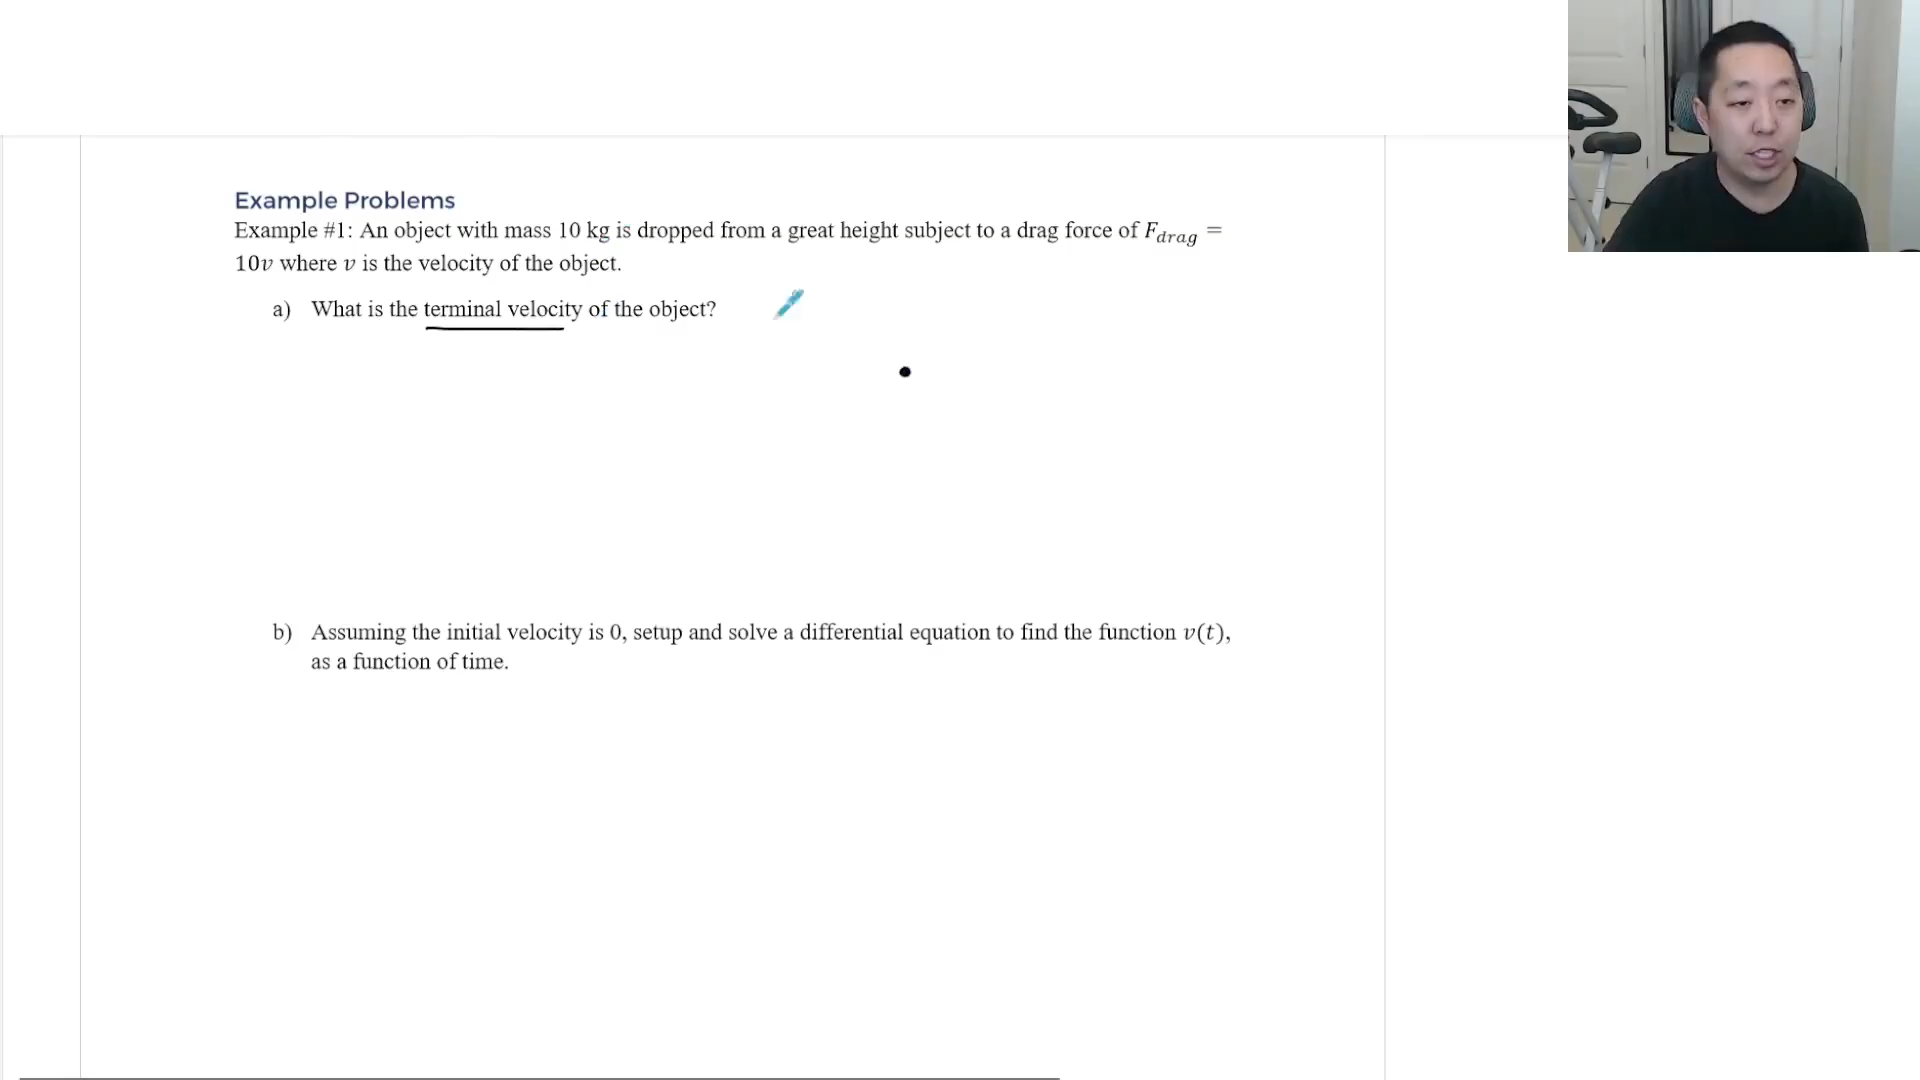 Example Problems
Example #1: An object with mass 10 kg is dropped from a great height subject to a drag force of F_drag =
10v where v is the velocity of the object.
a) What is the terminal velocity of the object?
b) Assuming the initial velocity is 0, setup and solve a differential equation to find the function v(t),
as a function of time.